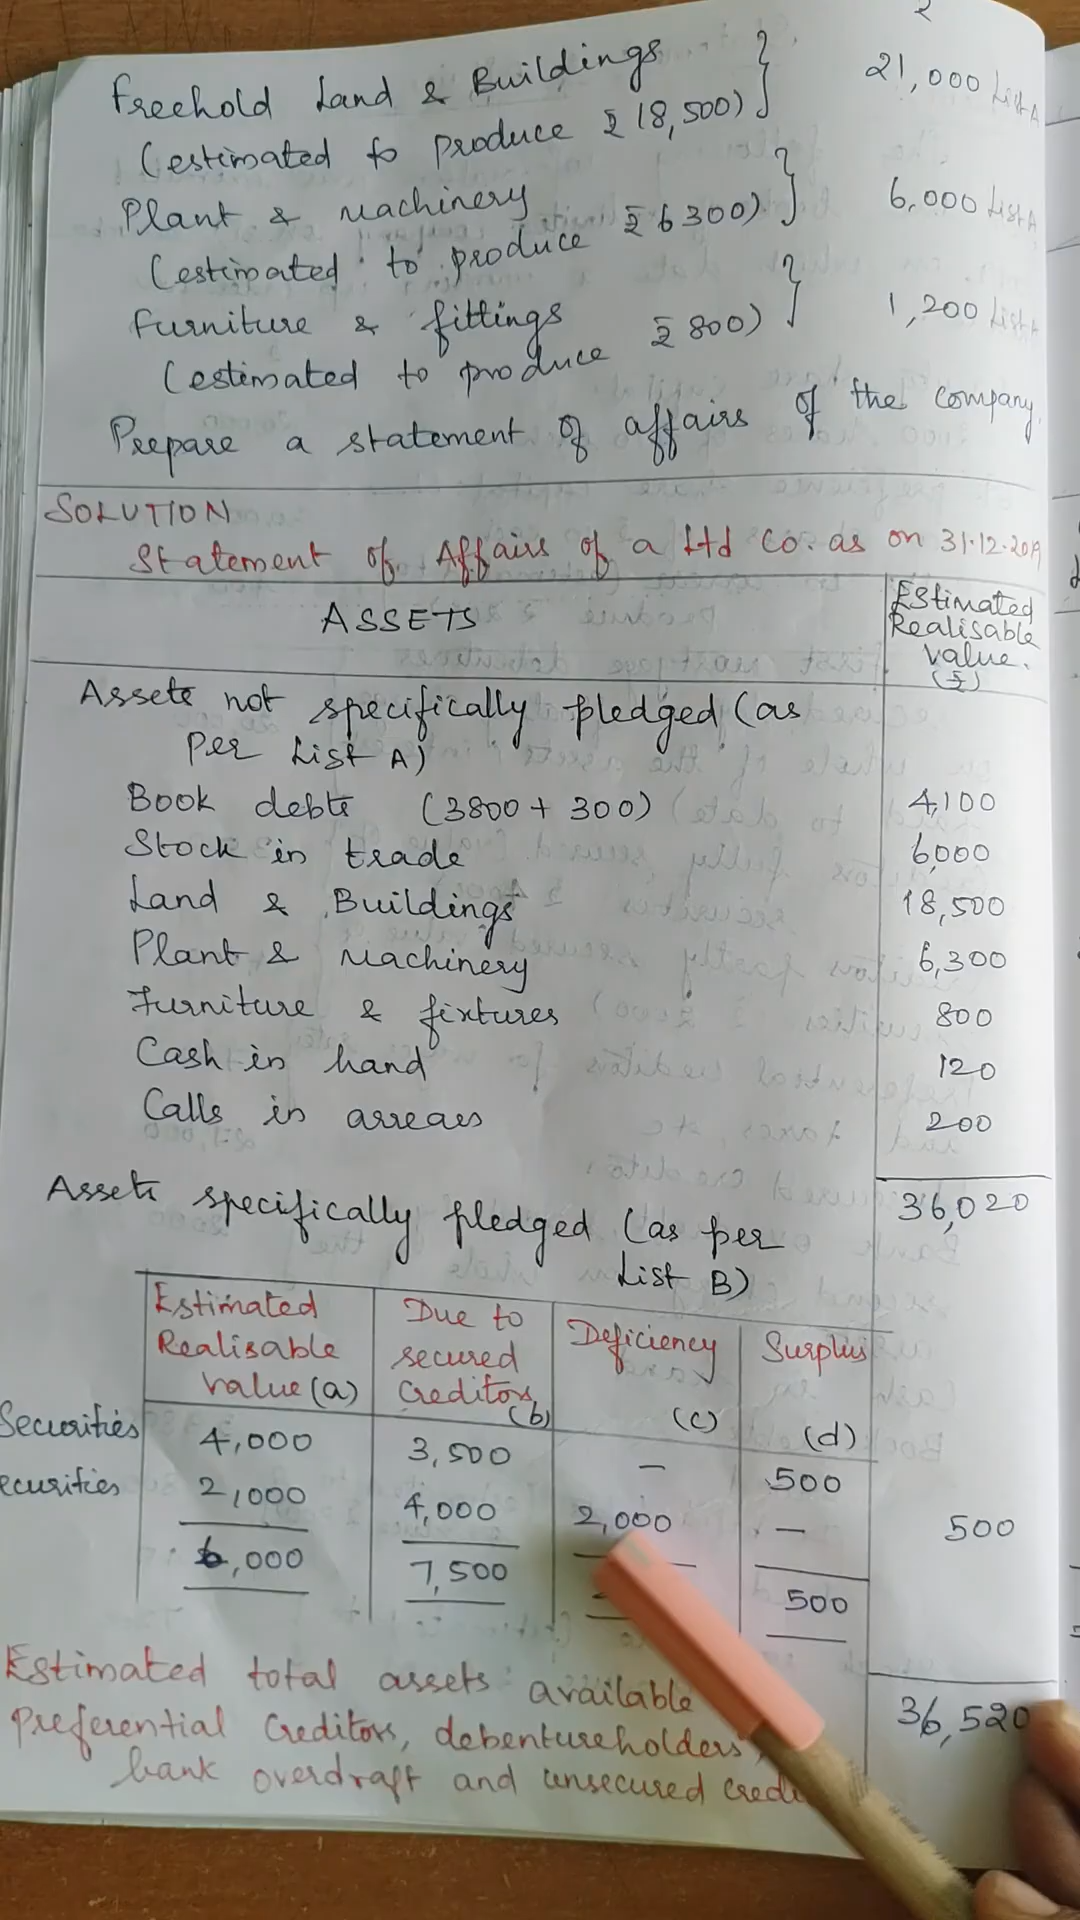 2
Freehold Land & Buildings } 21,000 List A
(estimated to produce ₹ 18,500)
Plant & Machinery } 6,000 List A
(estimated to produce ₹ 6300)
Furniture & fittings } 1,200 List A
(estimated to produce ₹ 800)
Prepare a statement of affairs of the company.
SOLUTION
Statement of Affairs of a Ltd Co. as on 31.12.2019
ASSETS
Estimated
Realisable
Value.
(₹)
Assets not specifically pledged (as
per List A)
Book debts (3800 + 300) 4,100
Stock in trade 6,000
Land & Buildings 18,500
Plant & Machinery 6,300
Furniture & fixtures 800
Cash in hand 120
Calls in arrears 200
36,020
Assets specifically pledged (as per
List B)
Estimated
Realisable
Value (a)
Due to
secured
Creditors
(b)
Deficiency
(c)
Surplus
(d)
Securities 4,000 3,500 — 500
ecurities 2,000 4,000 2,000 — 500
6,000 7,500 500
Estimated total assets available 36,520
preferential Creditors, debentureholders,
bank overdraft and unsecured